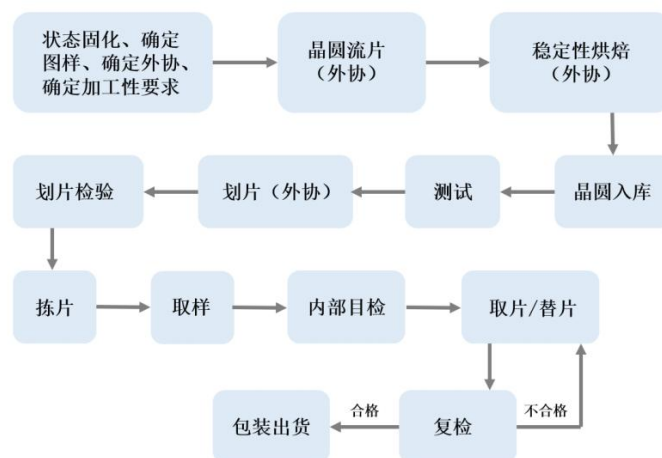 状态固化、确定
图样、确定外协、
确定加工性要求
晶圆流片
（外协）
稳定性烘焙
（外协）
晶圆入库
测试
划片（外协）
划片检验
拣片
取样
内部目检
取片/替片
复检
不合格
合格
包装出货